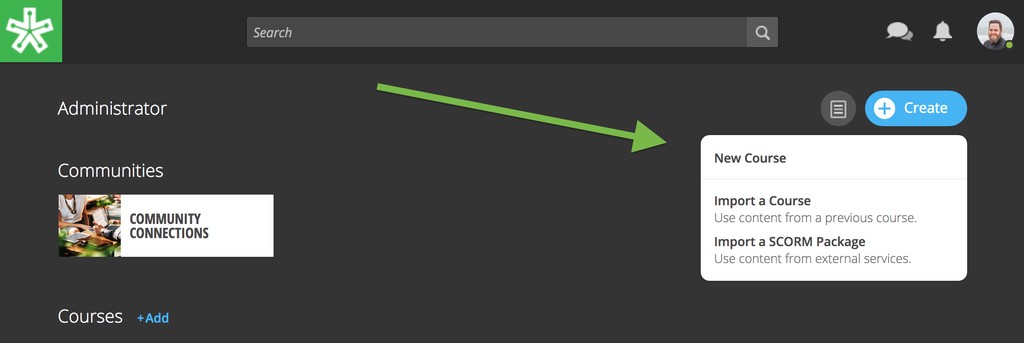 Search
Administrator
Create
New Course
Communities
COMMUNITY
CONNECTIONS
Import a Course
Use content from a previous course.
Import a SCORM Package
Use content from external services.
Courses +Add